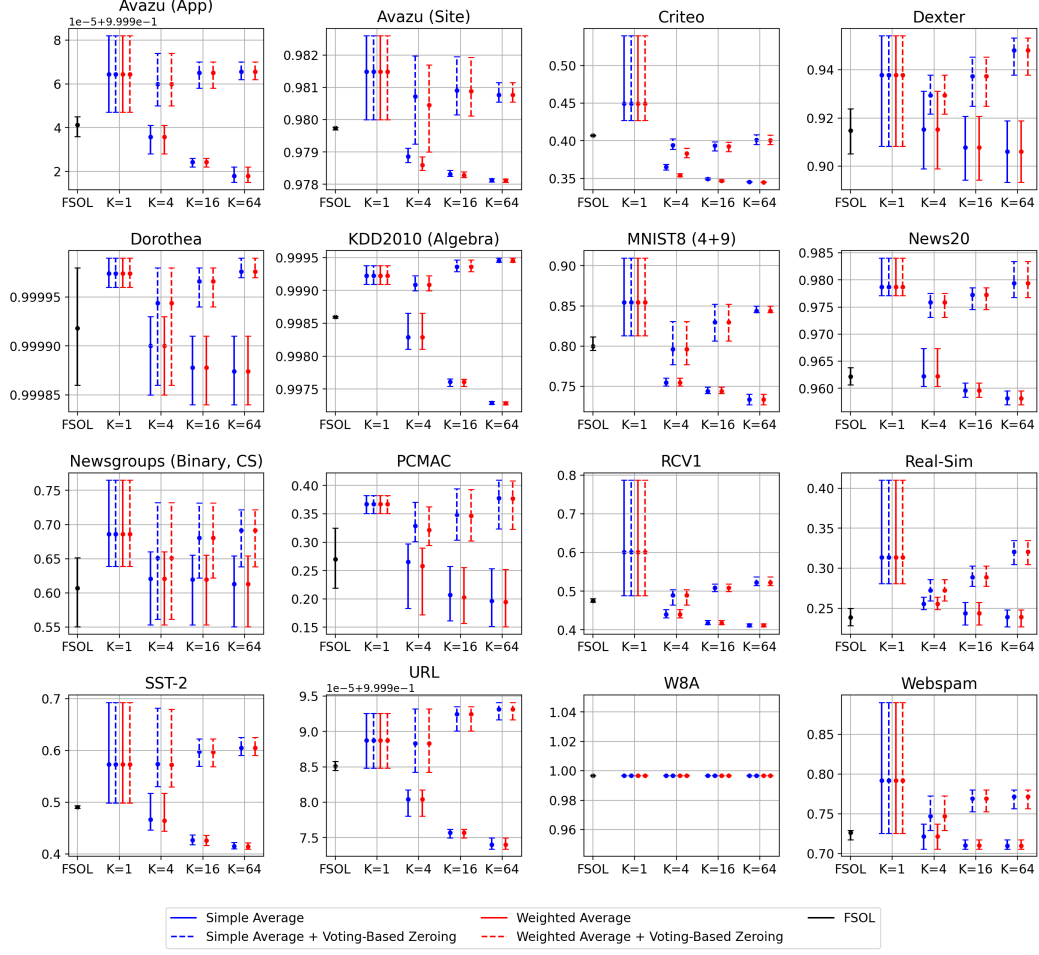 Avazu (App)
1e−5+9.999e−1
8
6
4
2
FSOL K=1 K=4 K=16 K=64
Avazu (Site)
0.982
0.981
0.980
0.979
0.978
FSOL K=1 K=4 K=16 K=64
Criteo
0.50
0.45
0.40
0.35
FSOL K=1 K=4 K=16 K=64
Dexter
0.94
0.92
0.90
FSOL K=1 K=4 K=16 K=64
Dorothea
0.99995
0.99990
0.99985
FSOL K=1 K=4 K=16 K=64
KDD2010 (Algebra)
0.9995
0.9990
0.9985
0.9980
0.9975
FSOL K=1 K=4 K=16 K=64
MNIST8 (4+9)
0.90
0.85
0.80
0.75
FSOL K=1 K=4 K=16 K=64
News20
0.985
0.980
0.975
0.970
0.965
0.960
FSOL K=1 K=4 K=16 K=64
Newsgroups (Binary, CS)
0.75
0.70
0.65
0.60
0.55
FSOL K=1 K=4 K=16 K=64
PCMAC
0.40
0.35
0.30
0.25
0.20
0.15
FSOL K=1 K=4 K=16 K=64
RCV1
0.8
0.7
0.6
0.5
0.4
FSOL K=1 K=4 K=16 K=64
Real-Sim
0.40
0.35
0.30
0.25
FSOL K=1 K=4 K=16 K=64
SST-2
0.7
0.6
0.5
0.4
FSOL K=1 K=4 K=16 K=64
URL
1e−5+9.999e−1
9.5
9.0
8.5
8.0
7.5
FSOL K=1 K=4 K=16 K=64
W8A
1.04
1.02
1.00
0.98
0.96
FSOL K=1 K=4 K=16 K=64
Webspam
0.85
0.80
0.75
0.70
FSOL K=1 K=4 K=16 K=64
Simple Average
Simple Average + Voting-Based Zeroing
Weighted Average
Weighted Average + Voting-Based Zeroing
FSOL